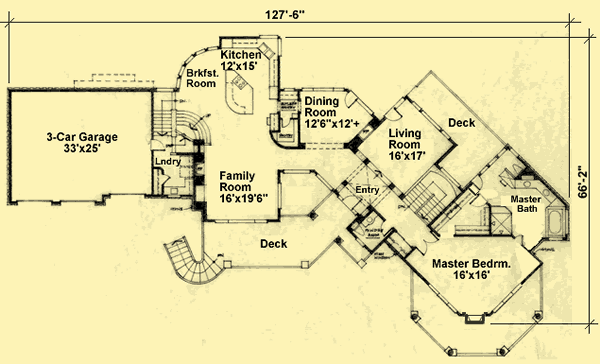 127'-6"
Kitchen
12'x15'
Brkfst.
Room
Dining
Room
12'6"x12'+
3-Car Garage
33'x25'
Living
Room
16'x17'
Deck
Lndry
Family
Room
16'x19'6"
Entry
66'-2"
Master
Bath
Deck
Master Bedrm.
16'x16'